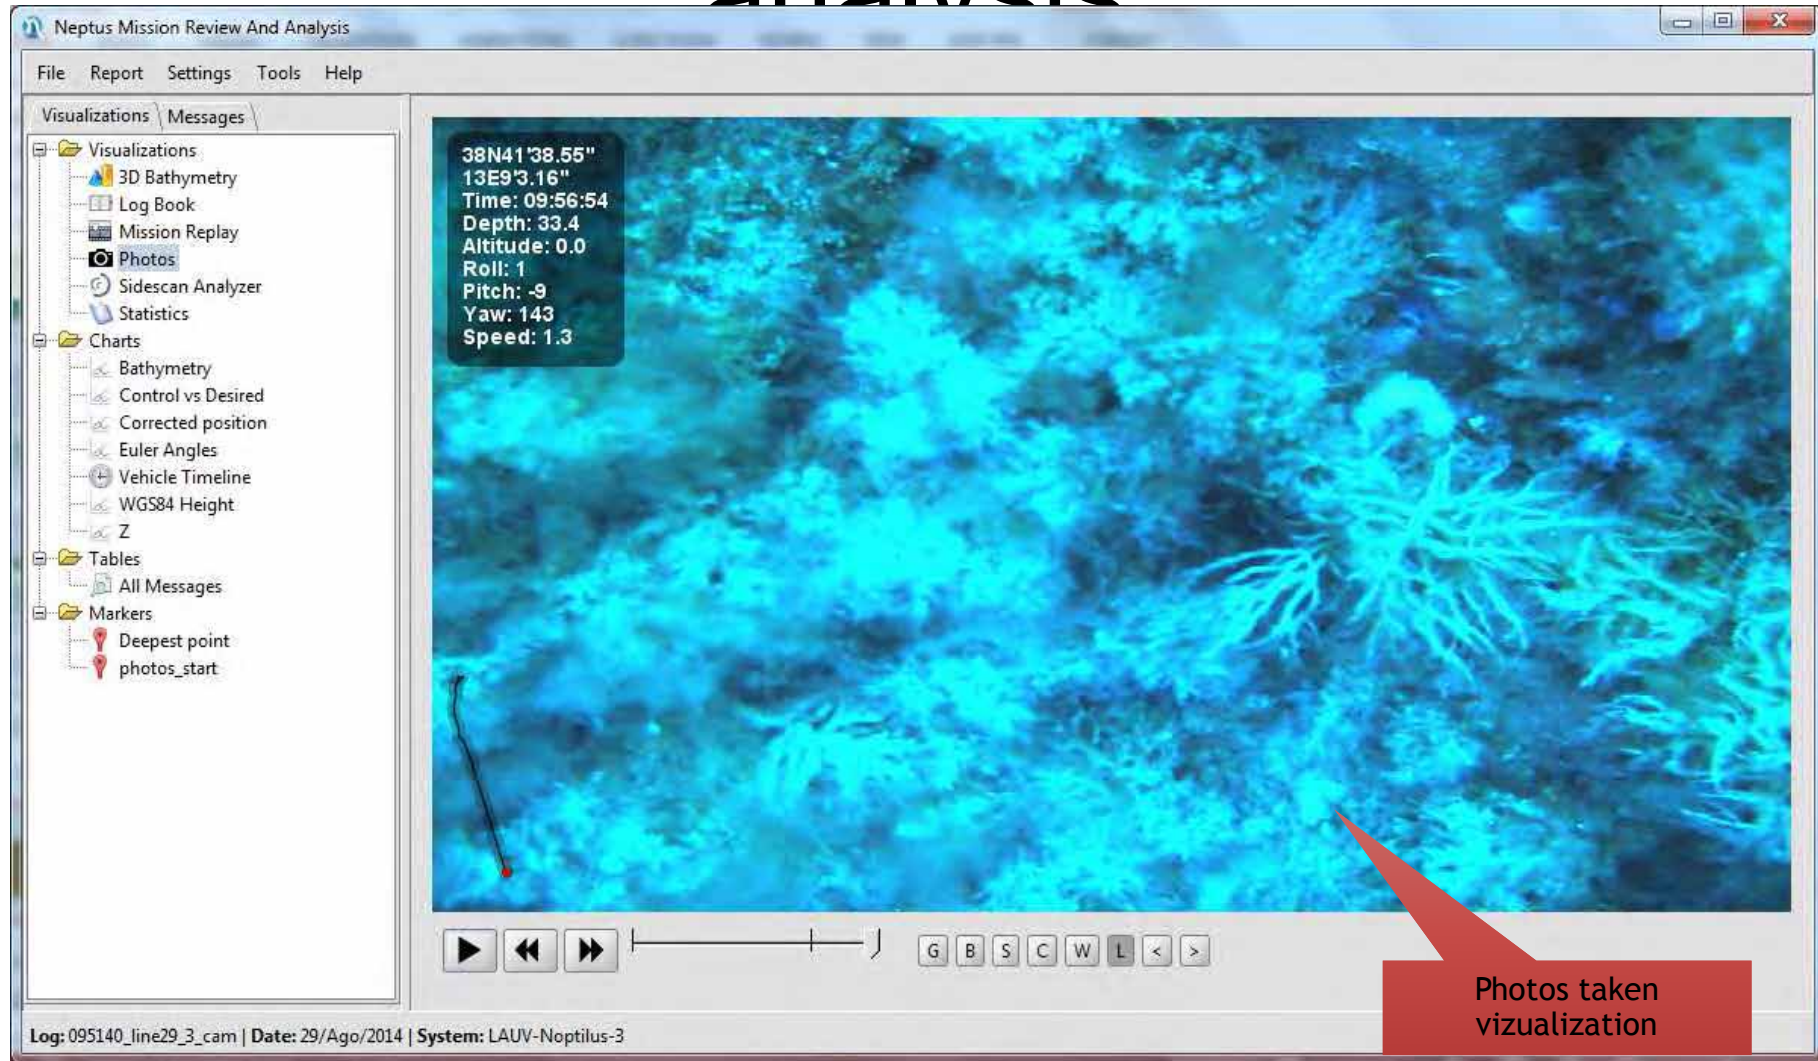 analysis
Neptus Mission Review And Analysis
File Report Settings Tools Help
Visualizations Messages
Visualizations
3D Bathymetry
Log Book
Mission Replay
Photos
Sidescan Analyzer
Statistics
Charts
Bathymetry
Control vs Desired
Corrected position
Euler Angles
Vehicle Timeline
WGS84 Height
Z
Tables
All Messages
Markers
Deepest point
photos_start
38N41'38.55"
13E9'3.16"
Time: 09:56:54
Depth: 33.4
Altitude: 0.0
Roll: 1
Pitch: -9
Yaw: 143
Speed: 1.3
G B S C W L < >
Photos taken
vizualization
Log: 095140_line29_3_cam | Date: 29/Ago/2014 | System: LAUV-Noptilus-3